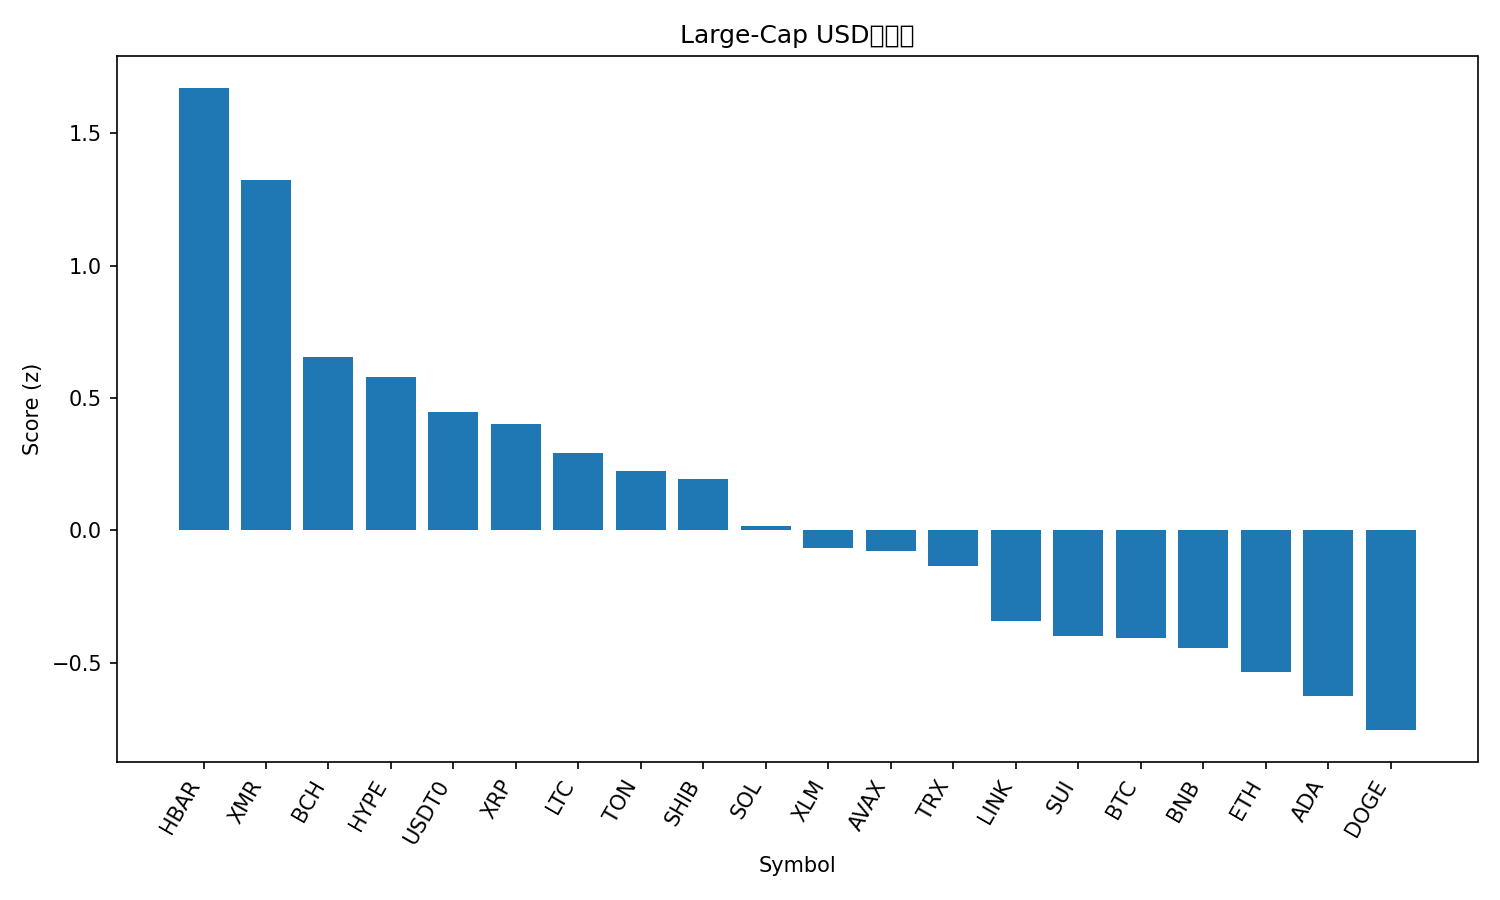 Large-Cap USD
Score (z)
1.5
1.0
0.5
0.0
−0.5
HBAR
XMR
BCH
HYPE
USDT0
XRP
LTC
TON
SHIB
SOL
XLM
AVAX
TRX
LINK
SUI
BTC
BNB
ETH
ADA
DOGE
Symbol